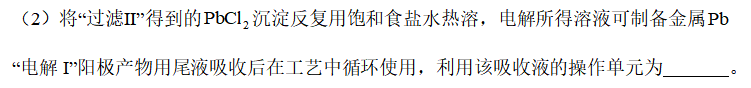 （2）将“过滤Ⅱ”得到的PbCl₂沉淀反复用饱和食盐水热溶，电解所得溶液可制备金属Pb
“电解Ⅰ”阳极产物用尾液吸收后在工艺中循环使用，利用该吸收液的操作单元为_______。